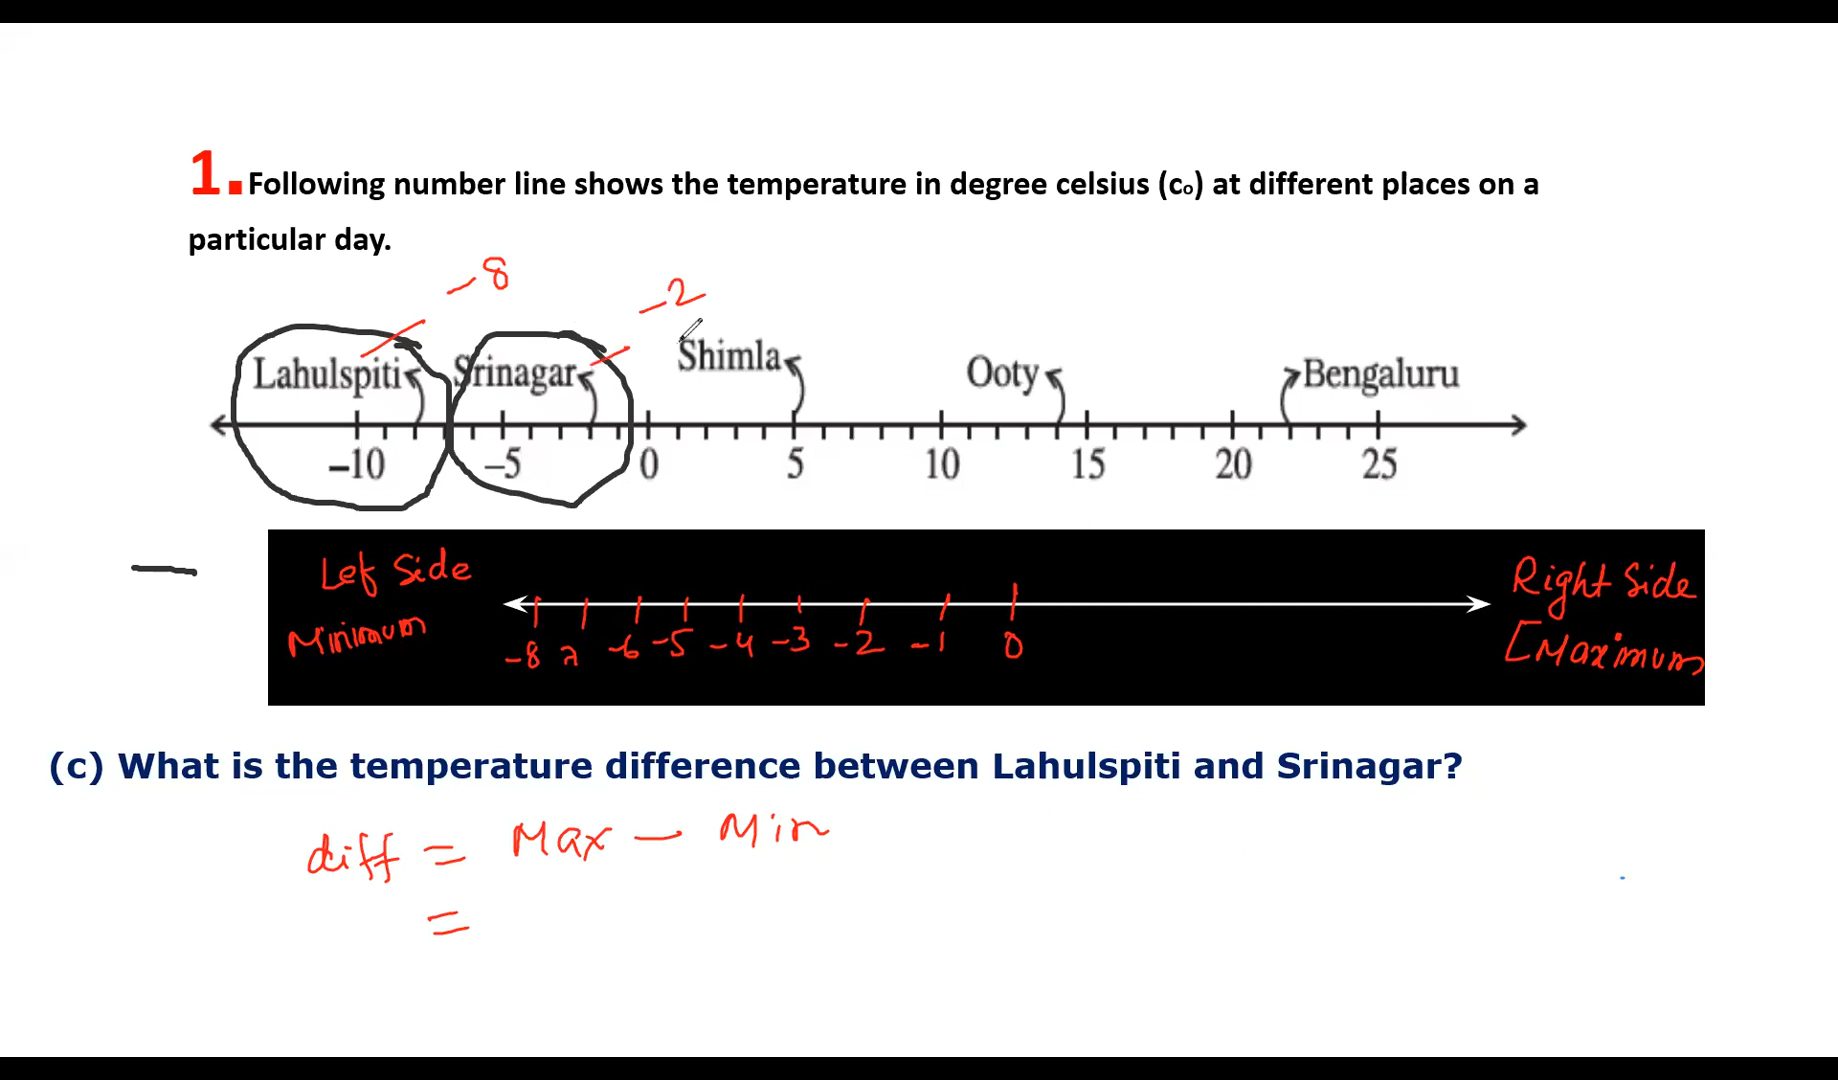 1. Following number line shows the temperature in degree celsius (co) at different places on a
particular day.
-8
-2
Lahulspiti Srinagar Shimla Ooty Bengaluru
–10 –5 0 5 10 15 20 25
Lef Side
Minimum
-8 7 -6 -5 -4 -3 -2 -1 0
Right Side
[Maximum
(c) What is the temperature difference between Lahulspiti and Srinagar?
diff = Max - Min
=